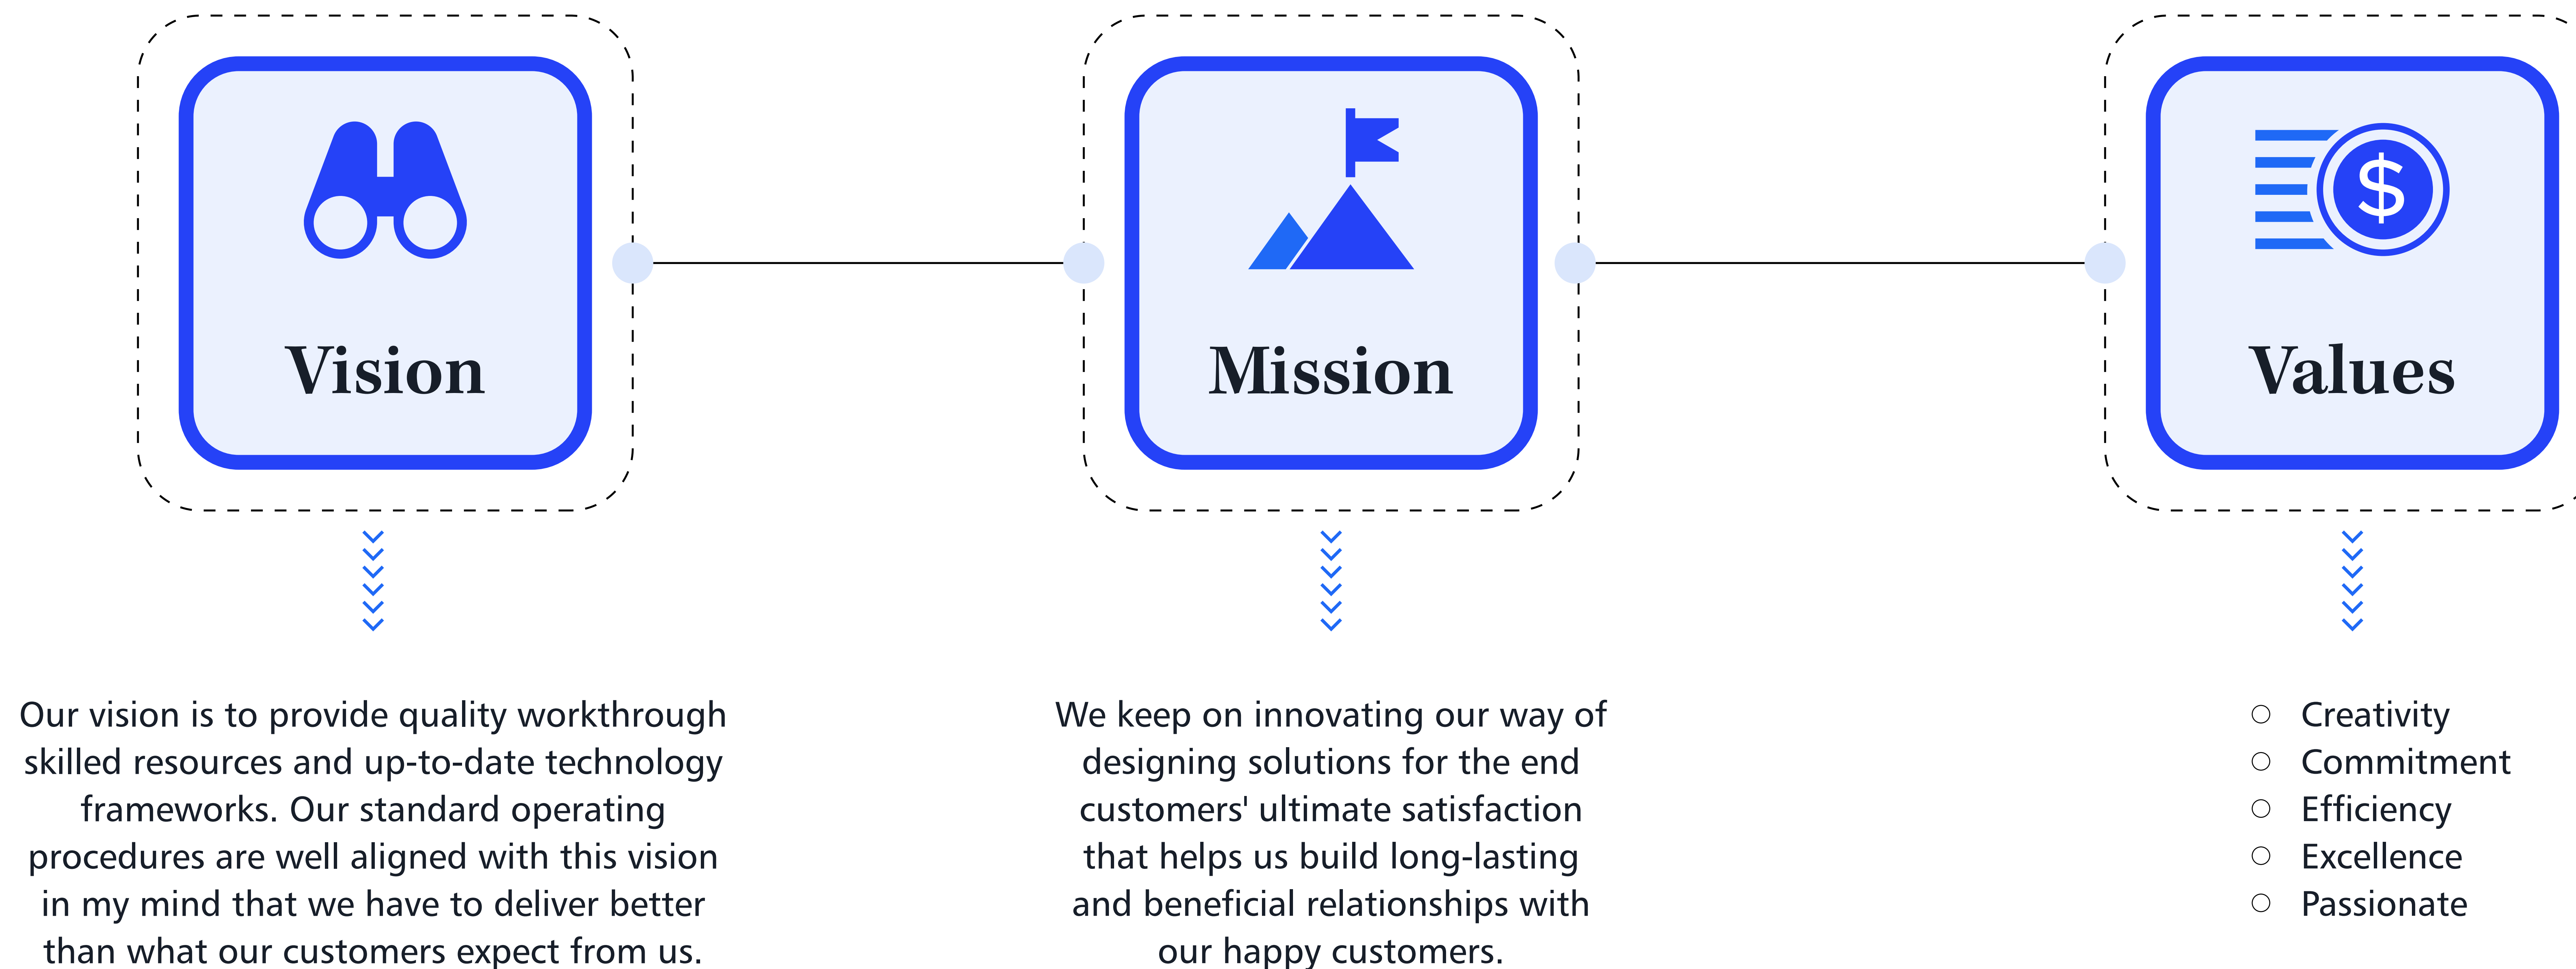 Vision
Mission
Values
Our vision is to provide quality workthrough
skilled resources and up-to-date technology
frameworks. Our standard operating
procedures are well aligned with this vision
in my mind that we have to deliver better
than what our customers expect from us.
We keep on innovating our way of
designing solutions for the end
customers' ultimate satisfaction
that helps us build long-lasting
and beneficial relationships with
our happy customers.
Creativity
Commitment
Efficiency
Excellence
Passionate